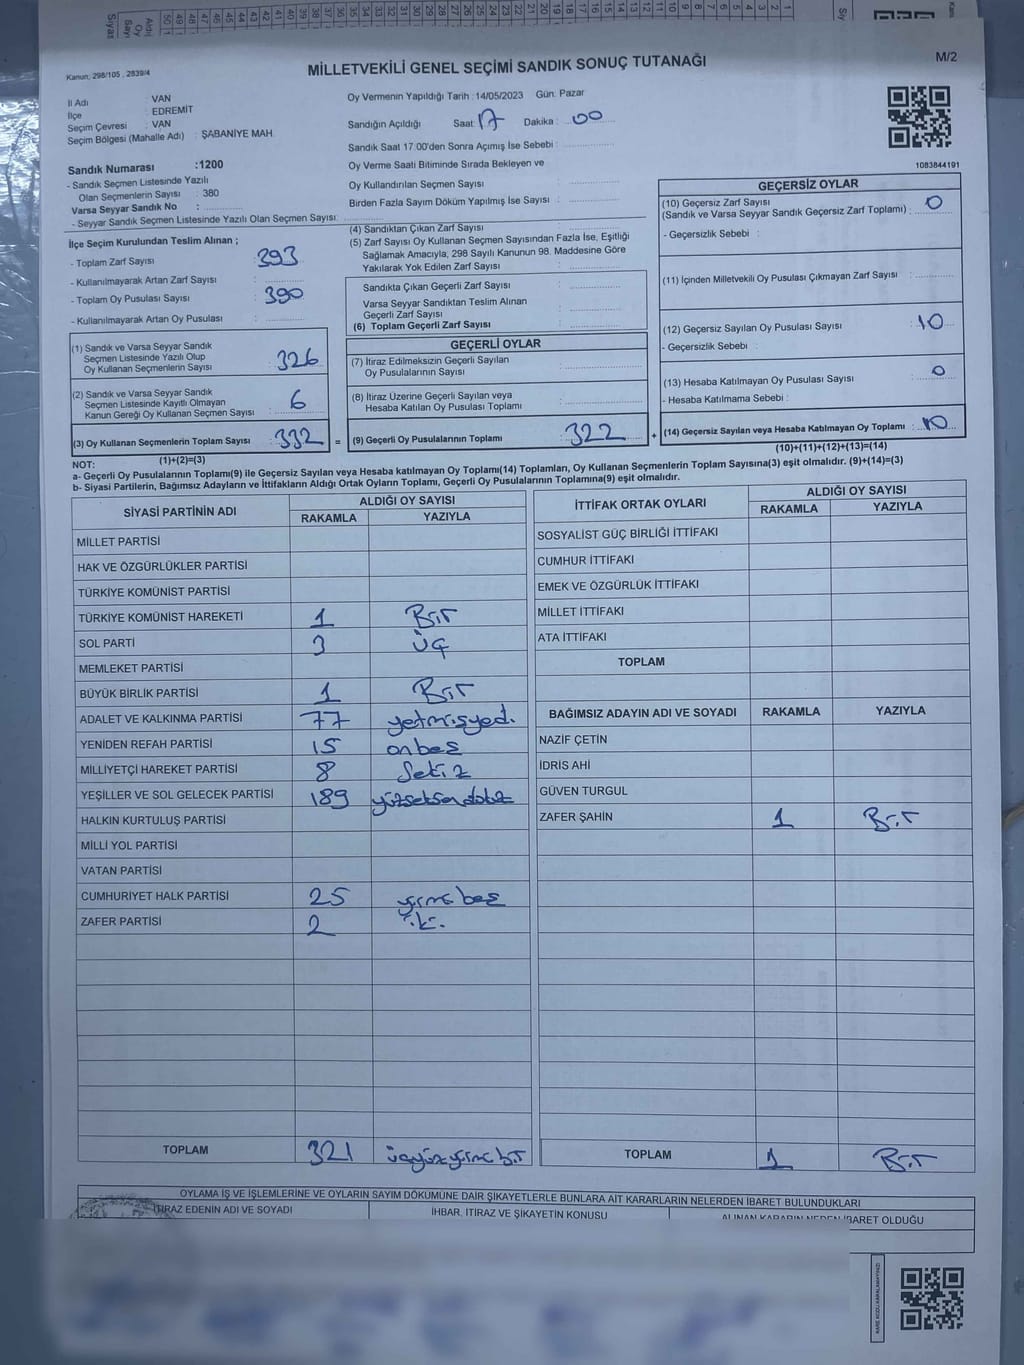 MİLLETVEKİLİ GENEL SEÇİMİ SANDIK SONUÇ TUTANAĞI
M/2
Kanun, 298/105 , 2839/4
İl Adı : VAN
İlçe : EDREMİT
Seçim Çevresi : VAN
Seçim Bölgesi (Mahalle Adı) : ŞABANİYE MAH.
Oy Vermenin Yapıldığı Tarih : 14/05/2023 Gün: Pazar
Sandığın Açıldığı Saat: 17 Dakika : 00
Sandık Saat 17:00'den Sonra Açımış İse Sebebi :
Oy Verme Saati Bitiminde Sırada Bekleyen ve
Oy Kullandırılan Seçmen Sayısı :
Birden Fazla Sayım Döküm Yapılmış İse Sayısı :
1083844191
Sandık Numarası :1200
- Sandık Seçmen Listesinde Yazılı
Olan Seçmenlerin Sayısı : 380
Varsa Seyyar Sandık No :
- Seyyar Sandık Seçmen Listesinde Yazılı Olan Seçmen Sayısı:
İlçe Seçim Kurulundan Teslim Alınan ;
- Toplam Zarf Sayısı : 393
- Kullanılmayarak Artan Zarf Sayısı :
- Toplam Oy Pusulası Sayısı : 390
- Kullanılmayarak Artan Oy Pusulası :
(1) Sandık ve Varsa Seyyar Sandık
Seçmen Listesinde Yazılı Olup
Oy Kullanan Seçmenlerin Sayısı : 326
(2) Sandık ve Varsa Seyyar Sandık
Seçmen Listesinde Kayıtlı Olmayan
Kanun Gereği Oy Kullanan Seçmen Sayısı : 6
(3) Oy Kullanan Seçmenlerin Toplam Sayısı : 332 =
(1)+(2)=(3)
(4) Sandıktan Çıkan Zarf Sayısı :
(5) Zarf Sayısı Oy Kullanan Seçmen Sayısından Fazla İse, Eşitliği
Sağlamak Amacıyla, 298 Sayılı Kanunun 98. Maddesine Göre
Yakılarak Yok Edilen Zarf Sayısı :
Sandıkta Çıkan Geçerli Zarf Sayısı :
Varsa Seyyar Sandıktan Teslim Alınan
Geçerli Zarf Sayısı :
(6) Toplam Geçerli Zarf Sayısı :
GEÇERLİ OYLAR
(7) İtiraz Edilmeksizin Geçerli Sayılan
Oy Pusulalarının Sayısı :
(8) İtiraz Üzerine Geçerli Sayılan veya
Hesaba Katılan Oy Pusulası Toplamı :
(9) Geçerli Oy Pusulalarının Toplamı : 322 +
GEÇERSİZ OYLAR
(10) Geçersiz Zarf Sayısı
(Sandık ve Varsa Seyyar Sandık Geçersiz Zarf Toplamı) : 0
- Geçersizlik Sebebi :
(11) İçinden Milletvekili Oy Pusulası Çıkmayan Zarf Sayısı :
(12) Geçersiz Sayılan Oy Pusulası Sayısı : 10
- Geçersizlik Sebebi :
(13) Hesaba Katılmayan Oy Pusulası Sayısı : 0
- Hesaba Katılmama Sebebi :
(14) Geçersiz Sayılan veya Hesaba Katılmayan Oy Toplamı : 10
(10)+(11)+(12)+(13)=(14)
NOT:
a- Geçerli Oy Pusulalarının Toplamı(9) ile Geçersiz Sayılan veya Hesaba katılmayan Oy Toplamı(14) Toplamları, Oy Kullanan Seçmenlerin Toplam Sayısına(3) eşit olmalıdır. (9)+(14)=(3)
b- Siyasi Partilerin, Bağımsız Adayların ve İttifakların Aldığı Ortak Oyların Toplamı, Geçerli Oy Pusulalarının Toplamına(9) eşit olmalıdır.
SİYASİ PARTİNİN ADI ALDIĞI OY SAYISI
RAKAMLA YAZIYLA
MİLLET PARTİSİ
HAK VE ÖZGÜRLÜKLER PARTİSİ
TÜRKİYE KOMÜNİST PARTİSİ
TÜRKİYE KOMÜNİST HAREKETİ 1 Bir
SOL PARTİ 3 üç
MEMLEKET PARTİSİ
BÜYÜK BİRLİK PARTİSİ 1 Bir
ADALET VE KALKINMA PARTİSİ 77 yetmişyed.
YENİDEN REFAH PARTİSİ 15 onbeş
MİLLİYETÇİ HAREKET PARTİSİ 8 Sekiz
YEŞİLLER VE SOL GELECEK PARTİSİ 189 yüzseksendokuz
HALKIN KURTULUŞ PARTİSİ
MİLLİ YOL PARTİSİ
VATAN PARTİSİ
CUMHURİYET HALK PARTİSİ 25 yirmibeş
ZAFER PARTİSİ 2 iki
TOPLAM 321 üçyüzyirmibir
İTTİFAK ORTAK OYLARI ALDIĞI OY SAYISI
RAKAMLA YAZIYLA
SOSYALİST GÜÇ BİRLİĞİ İTTİFAKI
CUMHUR İTTİFAKI
EMEK VE ÖZGÜRLÜK İTTİFAKI
MİLLET İTTİFAKI
ATA İTTİFAKI
TOPLAM
BAĞIMSIZ ADAYIN ADI VE SOYADI RAKAMLA YAZIYLA
NAZİF ÇETİN
İDRİS AHİ
GÜVEN TURGUL
ZAFER ŞAHİN 1 Bir
TOPLAM 1 Bir
OYLAMA İŞ VE İŞLEMLERİNE VE OYLARIN SAYIM DÖKÜMÜNE DAİR ŞİKAYETLERLE BUNLARA AİT KARARLARIN NELERDEN İBARET BULUNDUKLARI
İTİRAZ EDENİN ADI VE SOYADI İHBAR, İTİRAZ VE ŞİKAYETİN KONUSU ALINAN KARARIN NEDEN İBARET OLDUĞU